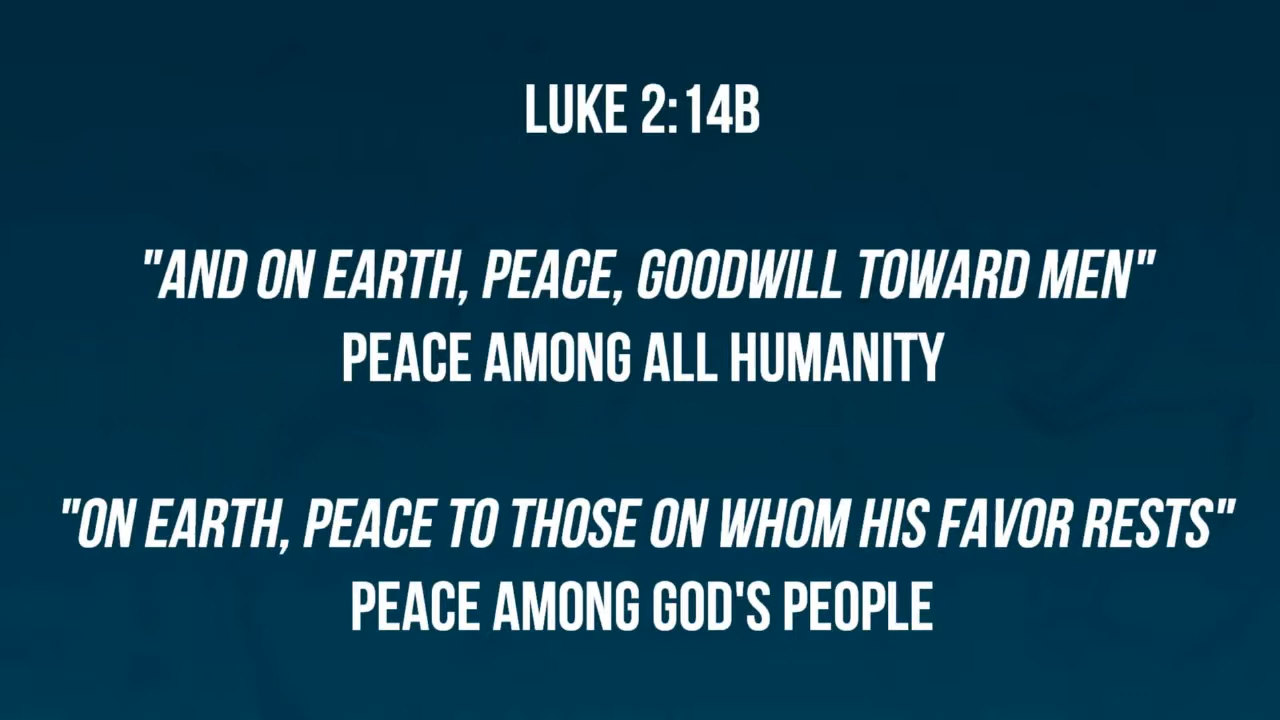 LUKE 2:14B
"AND ON EARTH, PEACE, GOODWILL TOWARD MEN"
PEACE AMONG ALL HUMANITY
"ON EARTH, PEACE TO THOSE ON WHOM HIS FAVOR RESTS"
PEACE AMONG GOD'S PEOPLE